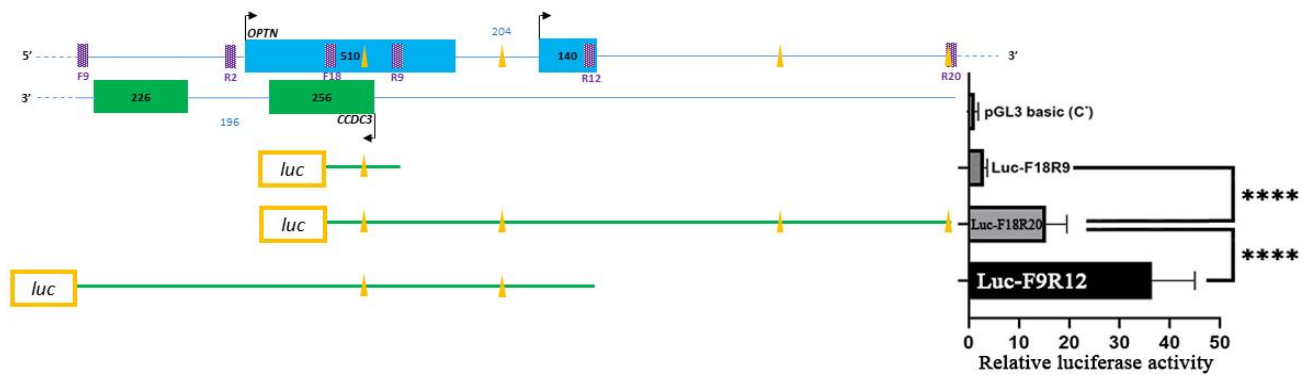 OPTN
204
5'
510
140
3'
F9
R2
F18
R9
R12
R20
3'
226
256
196
CCDC3
pGL3 basic (C-)
luc
Luc-F18R9
****
luc
Luc-F18R20
****
luc
Luc-F9R12
0 10 20 30 40 50
Relative luciferase activity